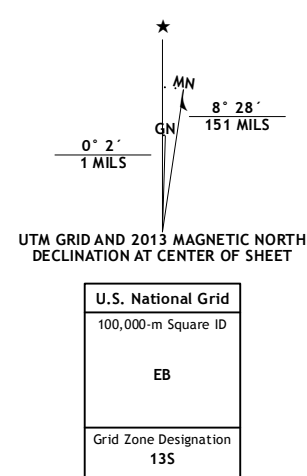 ★
MN
GN
8° 28´
151 MILS
0° 2´
1 MILS
UTM GRID AND 2013 MAGNETIC NORTH
DECLINATION AT CENTER OF SHEET
U.S. National Grid
100,000-m Square ID
EB
Grid Zone Designation
13S